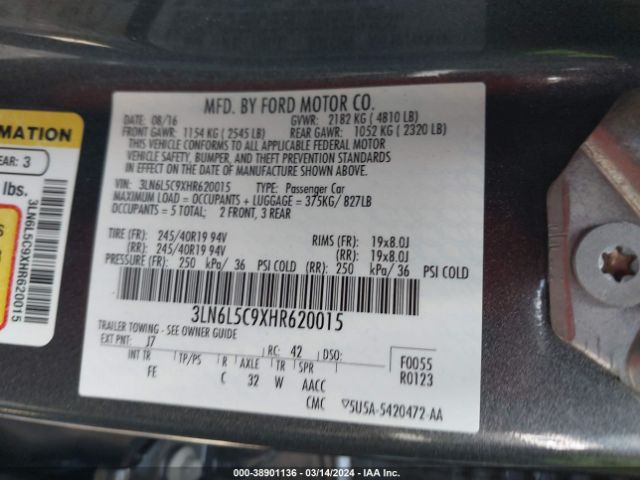 MFD. BY FORD MOTOR CO.
DATE: 08/16 GVWR: 2182 KG ( 4810 LB)
FRONT GAWR: 1154 KG ( 2545 LB) REAR GAWR: 1052 KG ( 2320 LB)
THIS VEHICLE CONFORMS TO ALL APPLICABLE FEDERAL MOTOR
VEHICLE SAFETY, BUMPER, AND THEFT PREVENTION STANDARDS
IN EFFECT ON THE DATE OF MANUFACTURE SHOWN ABOVE.
VIN: 3LN6L5C9XHR620015 TYPE: Passenger Car
MAXIMUM LOAD = OCCUPANTS + LUGGAGE = 375KG/ 827LB
OCCUPANTS = 5 TOTAL; 2 FRONT, 3 REAR
TIRE (FR): 245/40R19 94V RIMS (FR): 19x8.0J
(RR): 245/40R19 94V (RR): 19x8.0J
PRESSURE (FR): 250 kPa/ 36 PSI COLD (RR): 250 kPa/ 36 PSI COLD
3LN6L5C9XHR620015
TRAILER TOWING - SEE OWNER GUIDE
EXT PNT: J7 RC: 42 DSO:
INT TR TP/PS R AXLE TR SPR
FE C 32 W AACC
F0055
R0123
CMC ▽5U5A-5420472-AA
RMATION
EAR: 3
lbs.
3LN6L5C9XHR620015
000-38901136 - 03/14/2024 - IAA Inc.